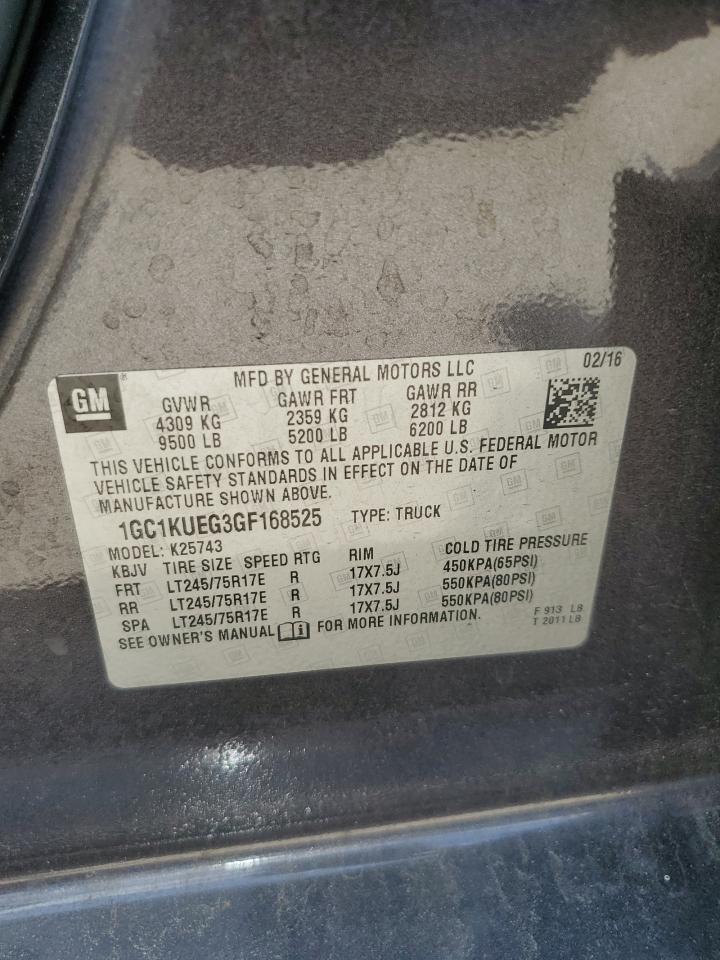 GM
MFD BY GENERAL MOTORS LLC 02/16
GVWR GAWR FRT GAWR RR
4309 KG 2359 KG 2812 KG
9500 LB 5200 LB 6200 LB
THIS VEHICLE CONFORMS TO ALL APPLICABLE U.S. FEDERAL MOTOR
VEHICLE SAFETY STANDARDS IN EFFECT ON THE DATE OF
MANUFACTURE SHOWN ABOVE.
1GC1KUEG3GF168525 TYPE: TRUCK
MODEL: K25743
KBJV TIRE SIZE SPEED RTG RIM COLD TIRE PRESSURE
FRT LT245/75R17E R 17X7.5J 450KPA(65PSI)
RR LT245/75R17E R 17X7.5J 550KPA(80PSI)
SPA LT245/75R17E R 17X7.5J 550KPA(80PSI)
SEE OWNER'S MANUAL FOR MORE INFORMATION.
F 913 LB
T 2011 LB